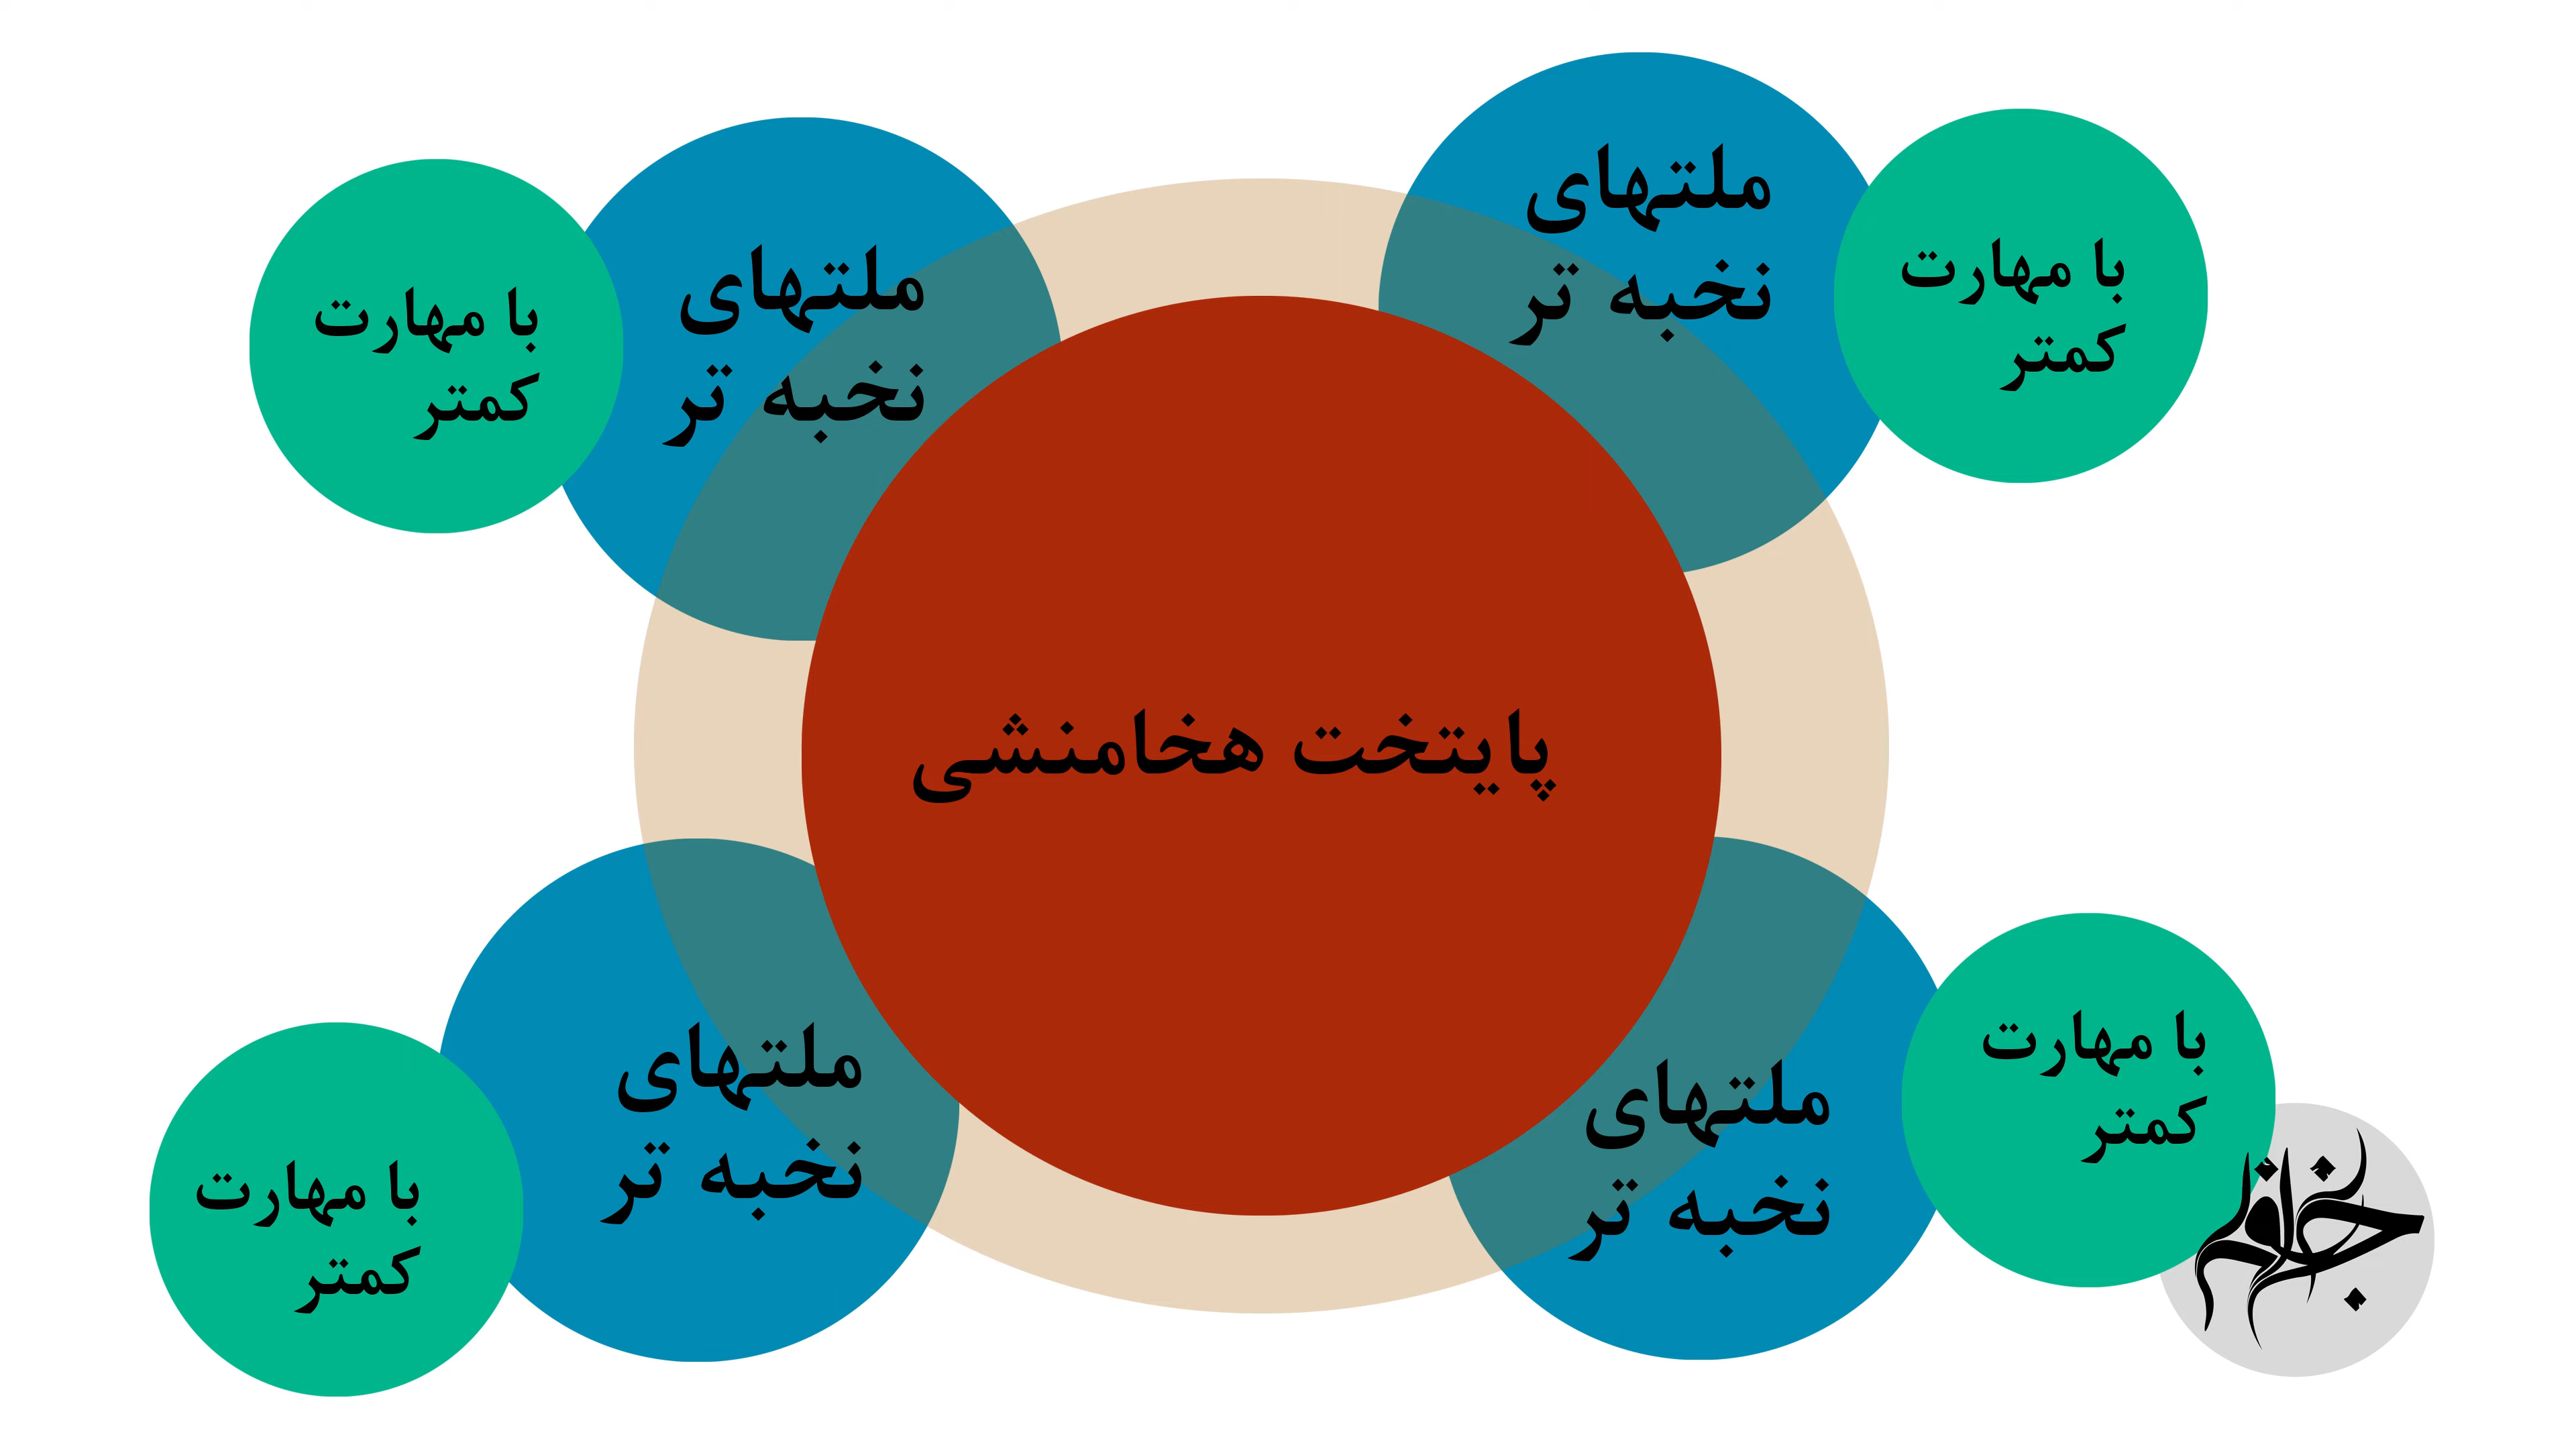 ملتهای
نخبه تر
با مهارت
کمتر
ملتهای
نخبه تر
با مهارت
کمتر
پایتخت هخامنشی
ملتهای
نخبه تر
با مهارت
کمتر
ملتهای
نخبه تر
با مهارت
کمتر